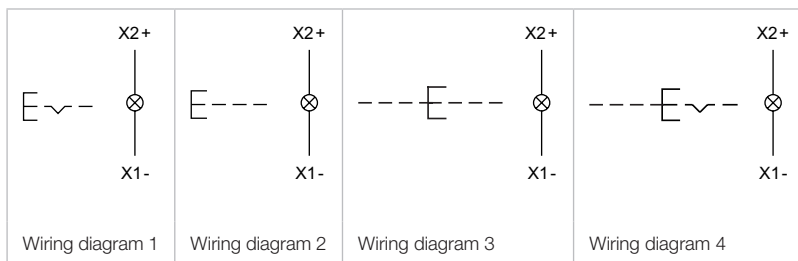 X2+
X2+
X2+
X2+
X1-
X1-
X1-
X1-
Wiring diagram 1
Wiring diagram 2
Wiring diagram 3
Wiring diagram 4